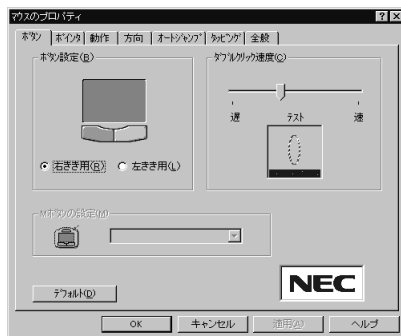 マウスのプロパティ
ボタン ポインタ 動作 方向 オートジャンプ タッピング 全般
ボタン設定(B)
右きき用(R) 左きき用(L)
ダブルクリック速度(C)
遅 テスト 速
Mボタンの設定(M)
デフォルト(D)
NEC
OK キャンセル 適用(A) ヘルプ